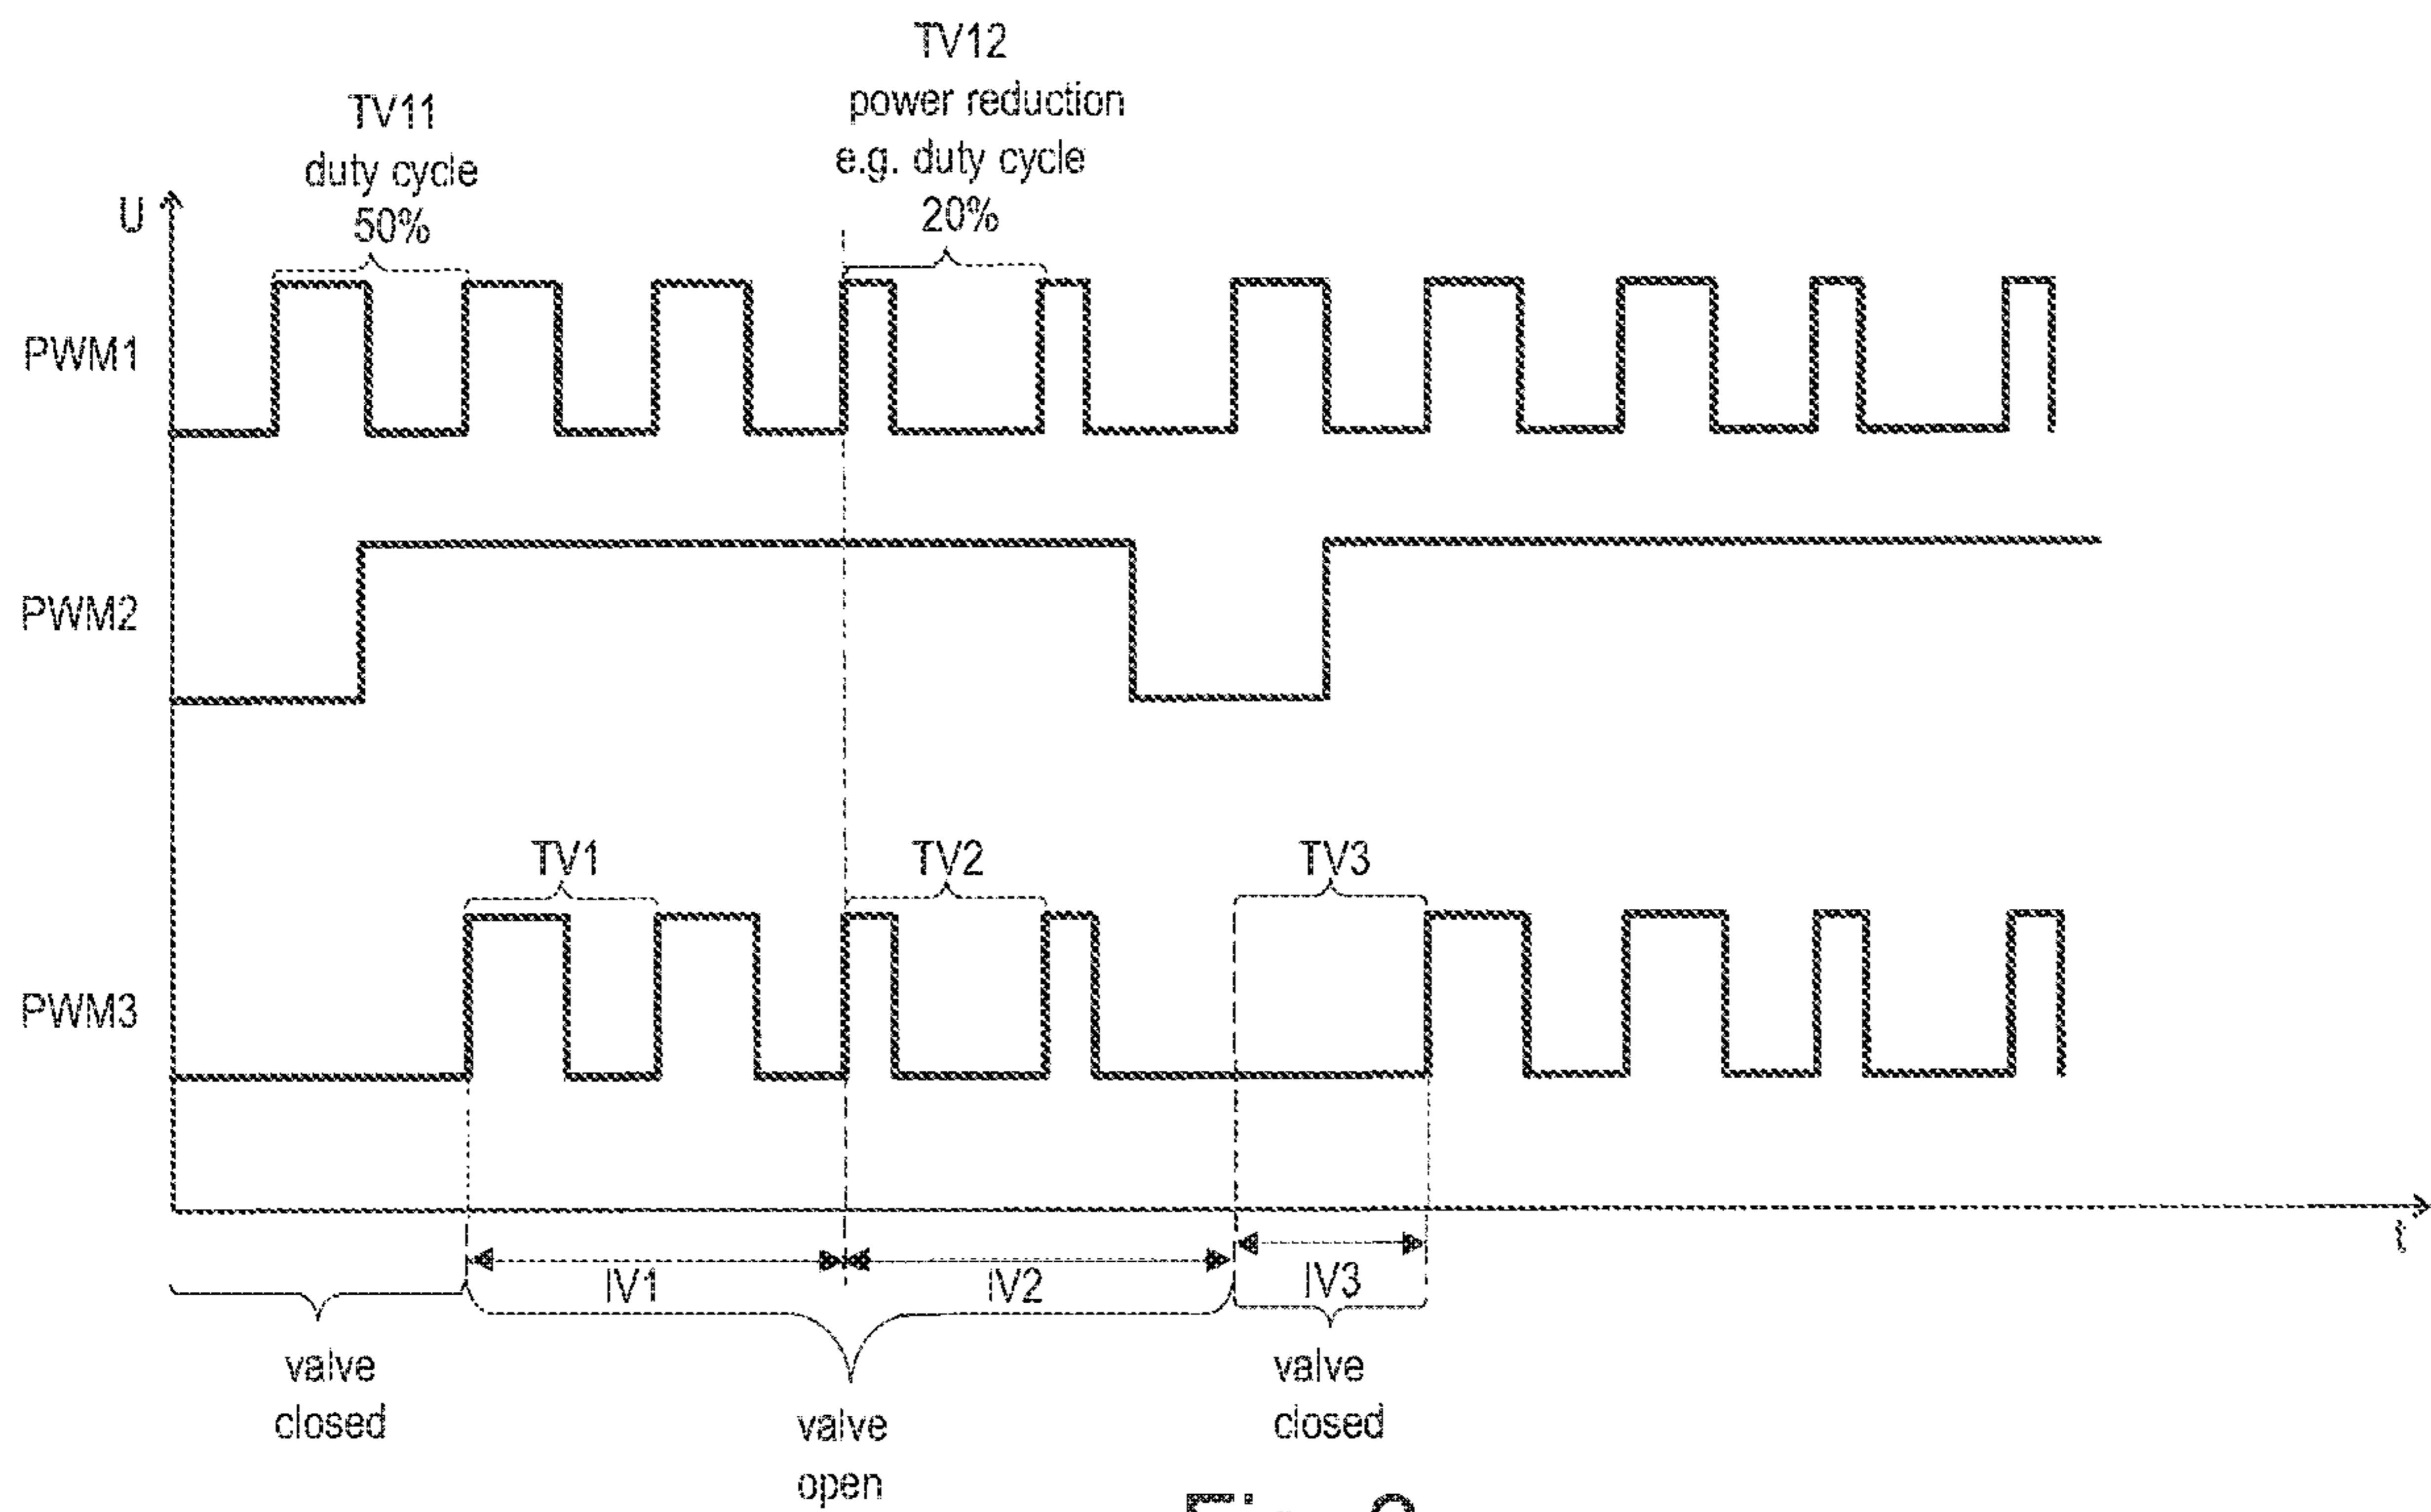 TV12
power reduction
e.g. duty cycle
20%
TV11
duty cycle
50%
U
PWM1
PWM2
TV1
TV2
TV3
PWM3
t
IV1
IV2
IV3
valve
closed
valve
open
valve
closed